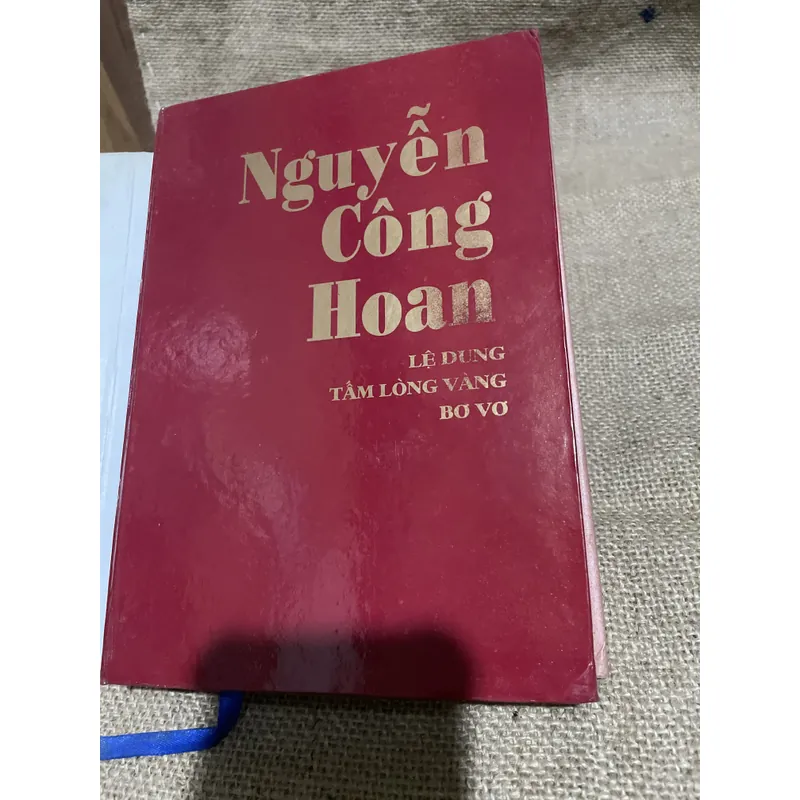 Nguyễn
Công
Hoan
LỆ DUNG
TẤM LÒNG VÀNG
BƠ VƠ